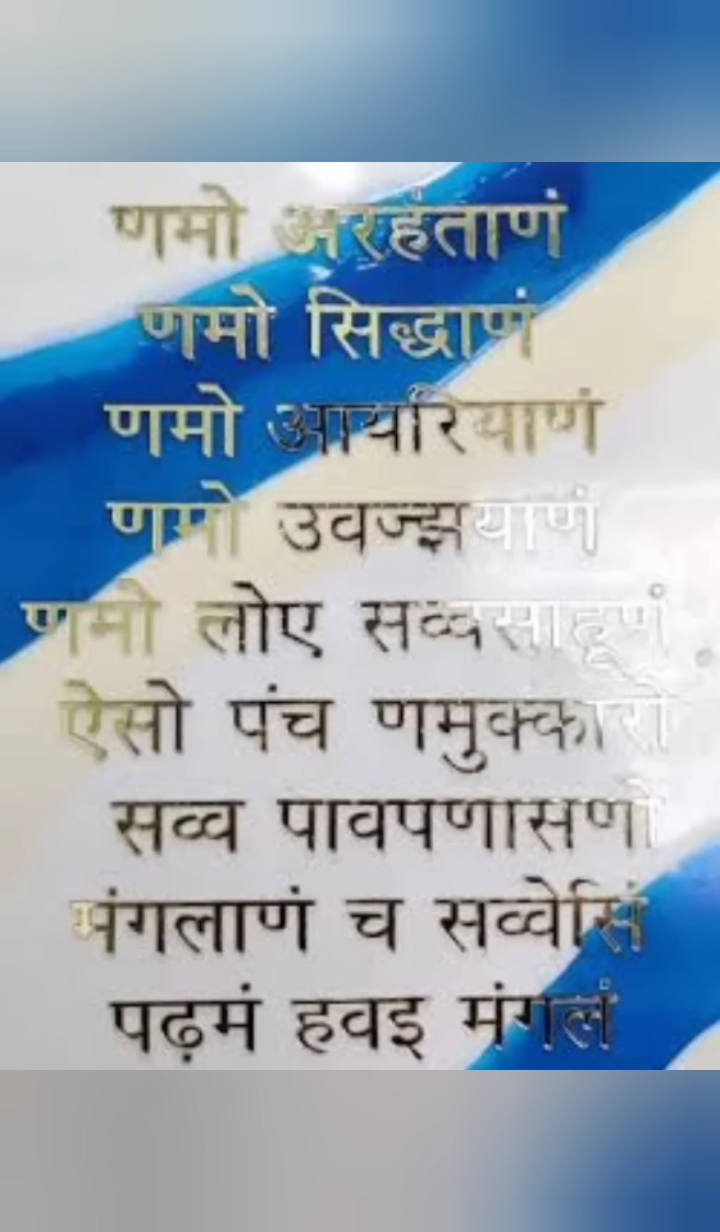 णमो अरहंताणं
णमो सिद्धाणं
णमो आयरियाणं
णमो उवज्झयाणं
णमो लोए सव्वसाहूणं
ऐसो पंच णमुक्कारो
सव्व पावपणासणो
मंगलाणं च सव्वेसिं
पढ़मं हवइ मंगलं